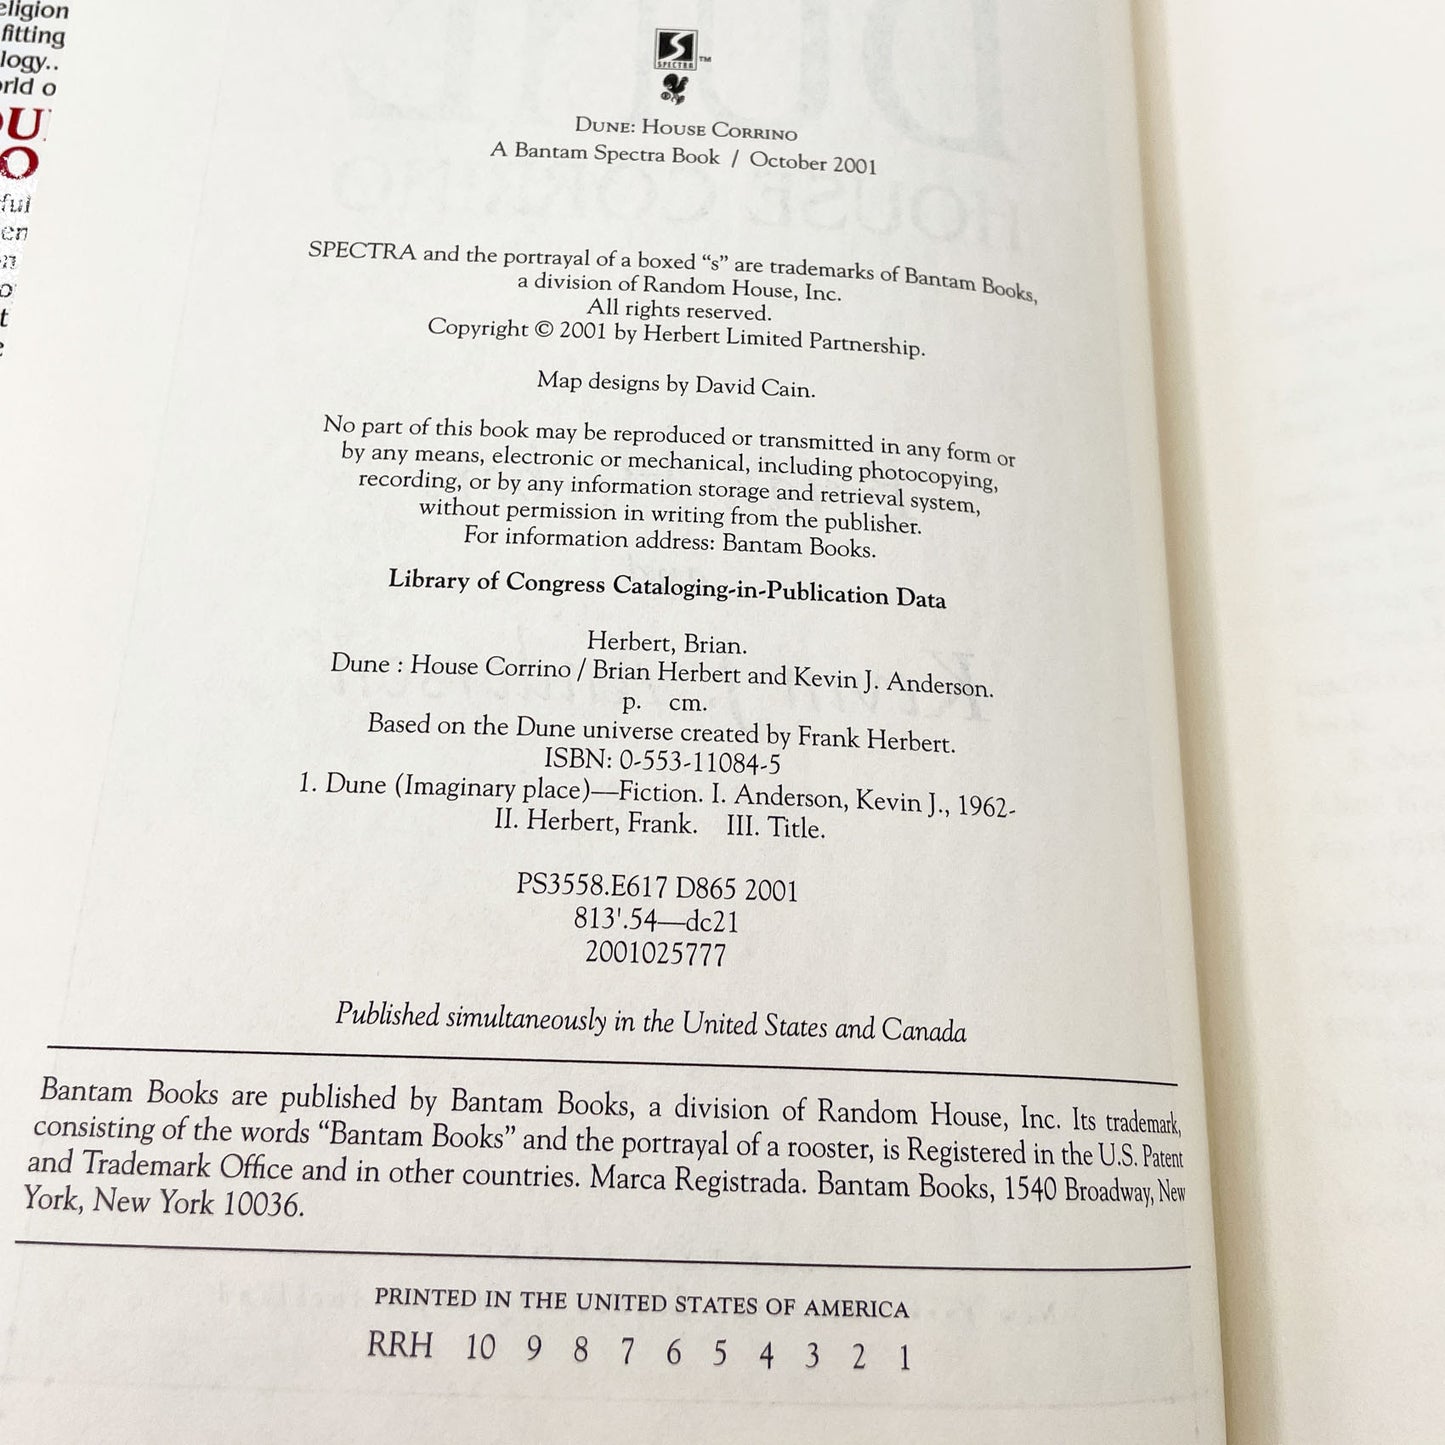 eligion
fitting
logy..
rld o
OU
O
ful
en
t
SPECTRA
TM
DUNE: HOUSE CORRINO
A Bantam Spectra Book / October 2001
SPECTRA and the portrayal of a boxed “s” are trademarks of Bantam Books,
a division of Random House, Inc.
All rights reserved.
Copyright © 2001 by Herbert Limited Partnership.
Map designs by David Cain.
No part of this book may be reproduced or transmitted in any form or
by any means, electronic or mechanical, including photocopying,
recording, or by any information storage and retrieval system,
without permission in writing from the publisher.
For information address: Bantam Books.
Library of Congress Cataloging-in-Publication Data
Herbert, Brian.
Dune : House Corrino / Brian Herbert and Kevin J. Anderson.
p. cm.
Based on the Dune universe created by Frank Herbert.
ISBN: 0-553-11084-5
1. Dune (Imaginary place)—Fiction. I. Anderson, Kevin J., 1962-
II. Herbert, Frank. III. Title.
PS3558.E617 D865 2001
813'.54—dc21
2001025777
Published simultaneously in the United States and Canada
Bantam Books are published by Bantam Books, a division of Random House, Inc. Its trademark,
consisting of the words “Bantam Books” and the portrayal of a rooster, is Registered in the U.S. Patent
and Trademark Office and in other countries. Marca Registrada. Bantam Books, 1540 Broadway, New
York, New York 10036.
PRINTED IN THE UNITED STATES OF AMERICA
RRH 10 9 8 7 6 5 4 3 2 1